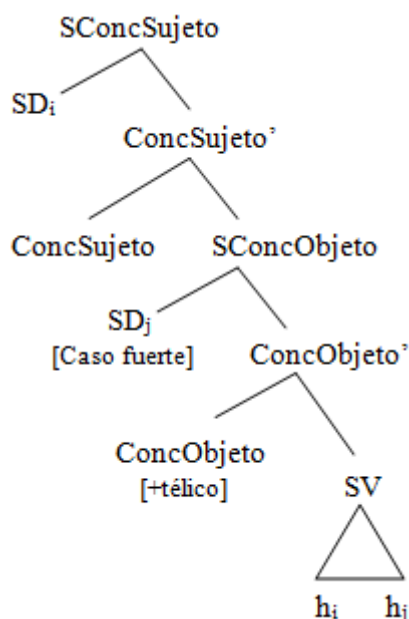 SConcSujeto
SDi
ConcSujeto’
ConcSujeto SConcObjeto
SDj
[Caso fuerte] ConcObjeto’
ConcObjeto
[+télico] SV
hi hj